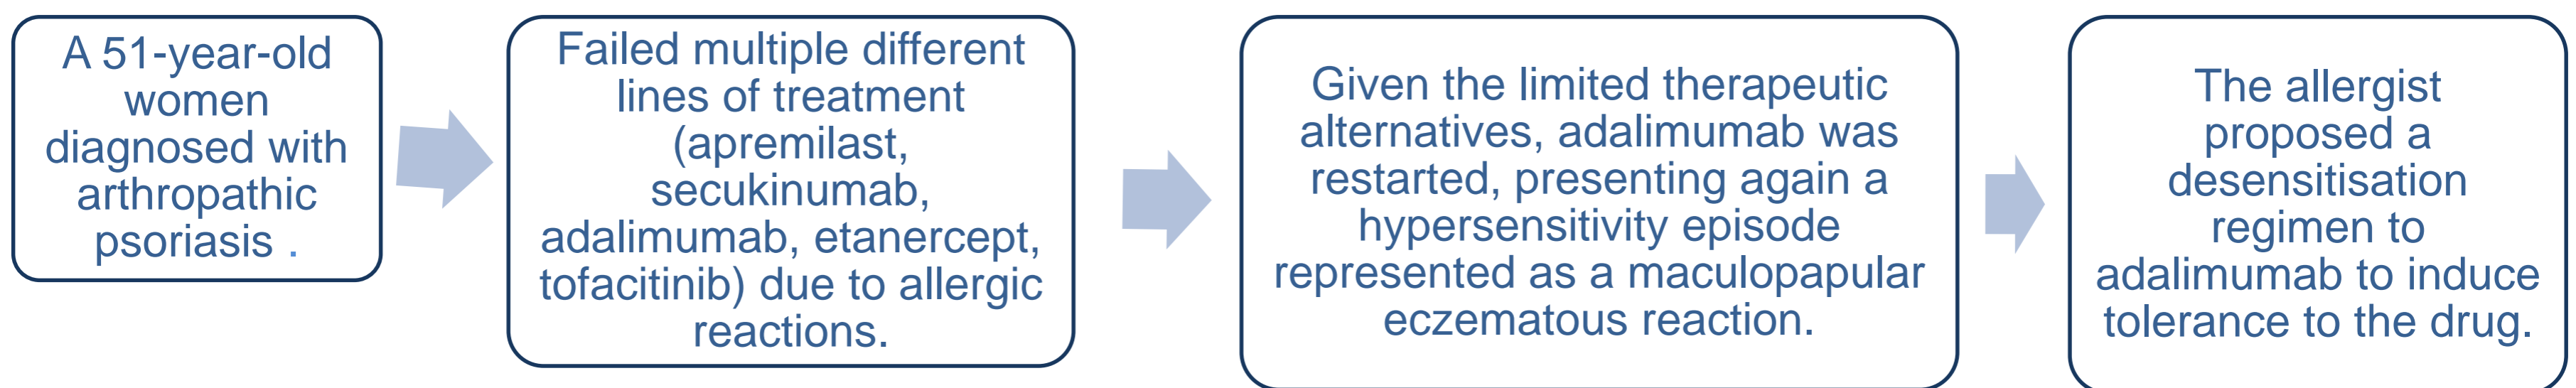 A 51-year-old
women
diagnosed with
arthropathic
psoriasis .
Failed multiple different
lines of treatment
(apremilast,
secukinumab,
adalimumab, etanercept,
tofacitinib) due to allergic
reactions.
Given the limited therapeutic
alternatives, adalimumab was
restarted, presenting again a
hypersensitivity episode
represented as a maculopapular
eczematous reaction.
The allergist
proposed a
desensitisation
regimen to
adalimumab to induce
tolerance to the drug.